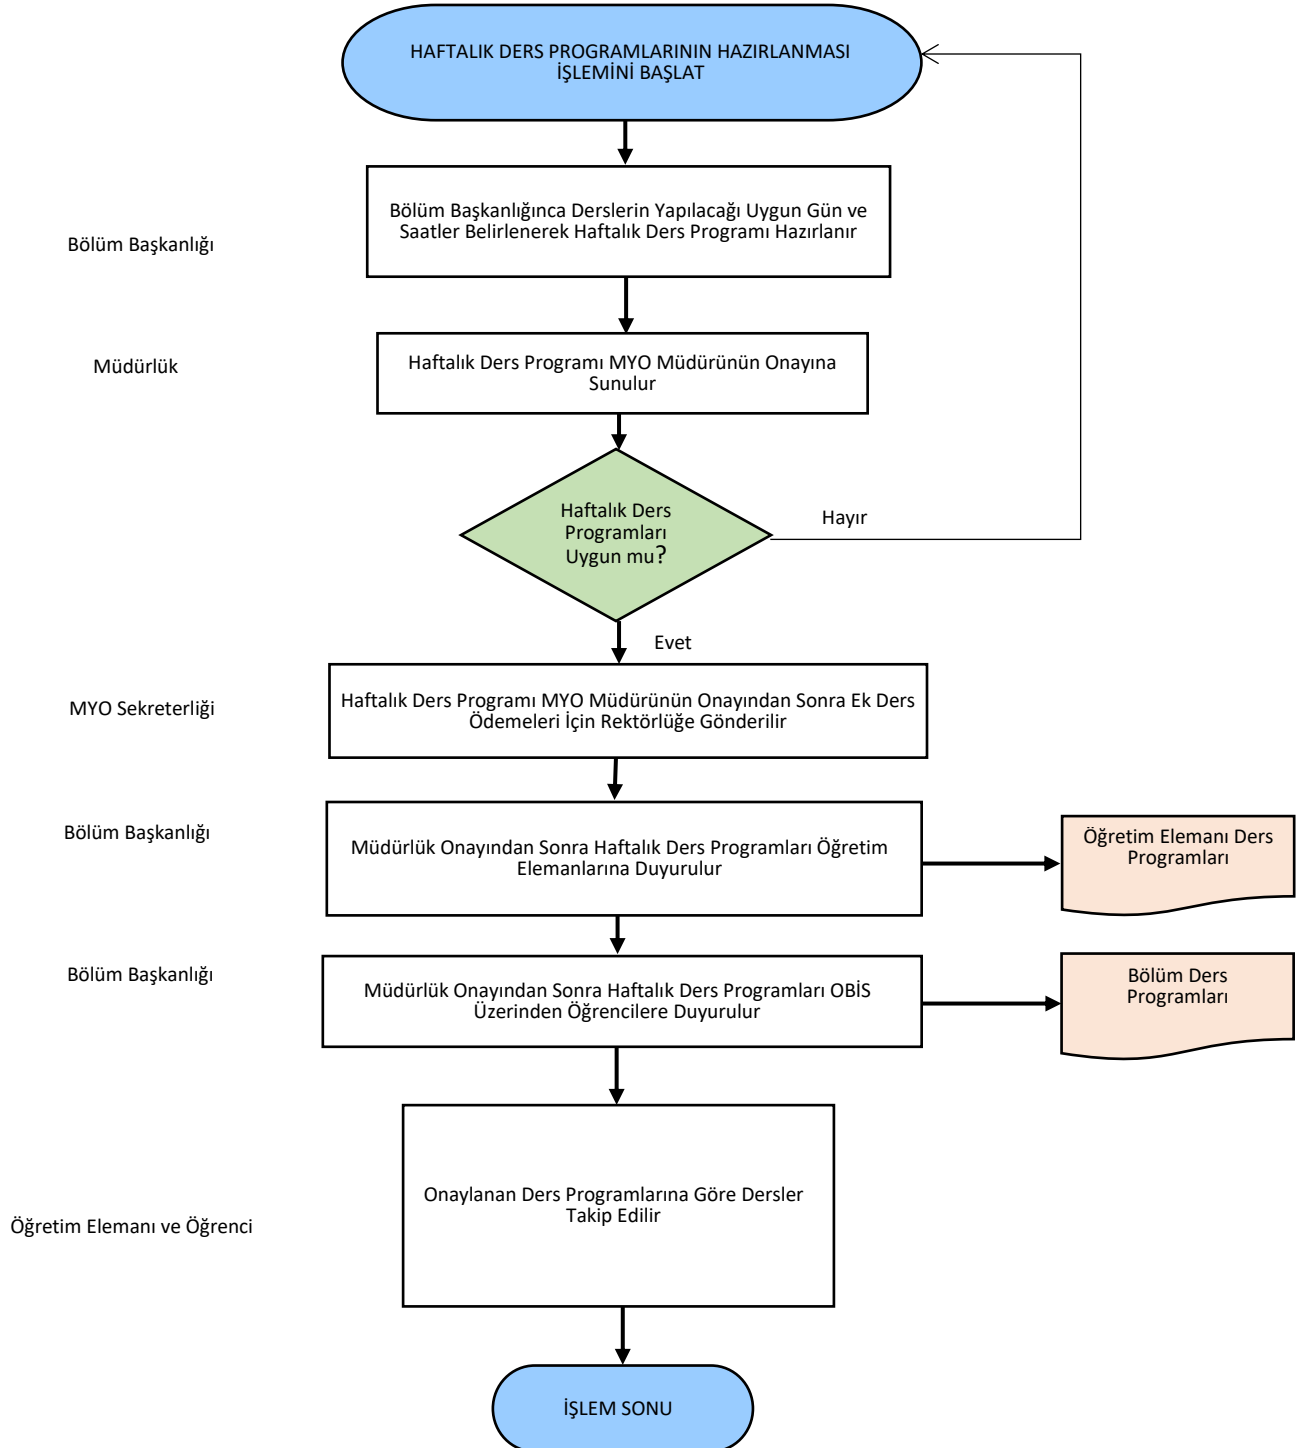 HAFTALIK DERS PROGRAMLARININ HAZIRLANMASI
İŞLEMİNİ BAŞLAT
Bölüm Başkanlığınca Derslerin Yapılacağı Uygun Gün ve
Saatler Belirlenerek Haftalık Ders Programı Hazırlanır
Bölüm Başkanlığı
Müdürlük
Haftalık Ders Programı MYO Müdürünün Onayına
Sunulur
Haftalık Ders
Programları
Uygun mu?
Hayır
Evet
MYO Sekreterliği
Haftalık Ders Programı MYO Müdürünün Onayından Sonra Ek Ders
Ödemeleri İçin Rektörlüğe Gönderilir
Bölüm Başkanlığı
Müdürlük Onayından Sonra Haftalık Ders Programları Öğretim
Elemanlarına Duyurulur
Öğretim Elemanı Ders
Programları
Bölüm Başkanlığı
Müdürlük Onayından Sonra Haftalık Ders Programları OBİS
Üzerinden Öğrencilere Duyurulur
Bölüm Ders
Programları
Onaylanan Ders Programlarına Göre Dersler
Takip Edilir
Öğretim Elemanı ve Öğrenci
İŞLEM SONU